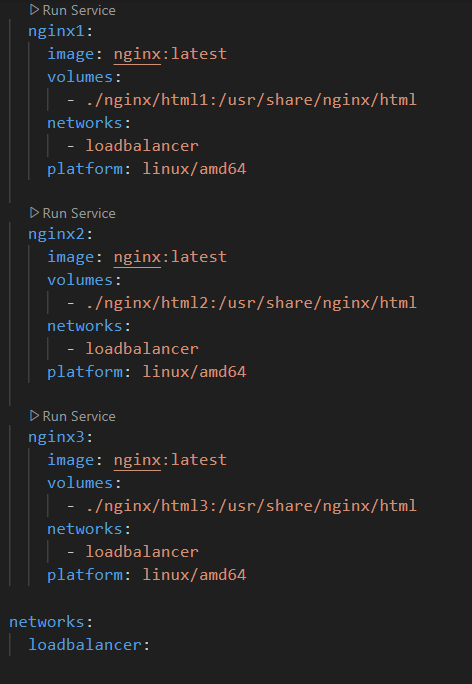 Run Service
nginx1:
image: nginx:latest
volumes:
- ./nginx/html1:/usr/share/nginx/html
networks:
- loadbalancer
platform: linux/amd64
Run Service
nginx2:
image: nginx:latest
volumes:
- ./nginx/html2:/usr/share/nginx/html
networks:
- loadbalancer
platform: linux/amd64
Run Service
nginx3:
image: nginx:latest
volumes:
- ./nginx/html3:/usr/share/nginx/html
networks:
- loadbalancer
platform: linux/amd64
networks:
loadbalancer: